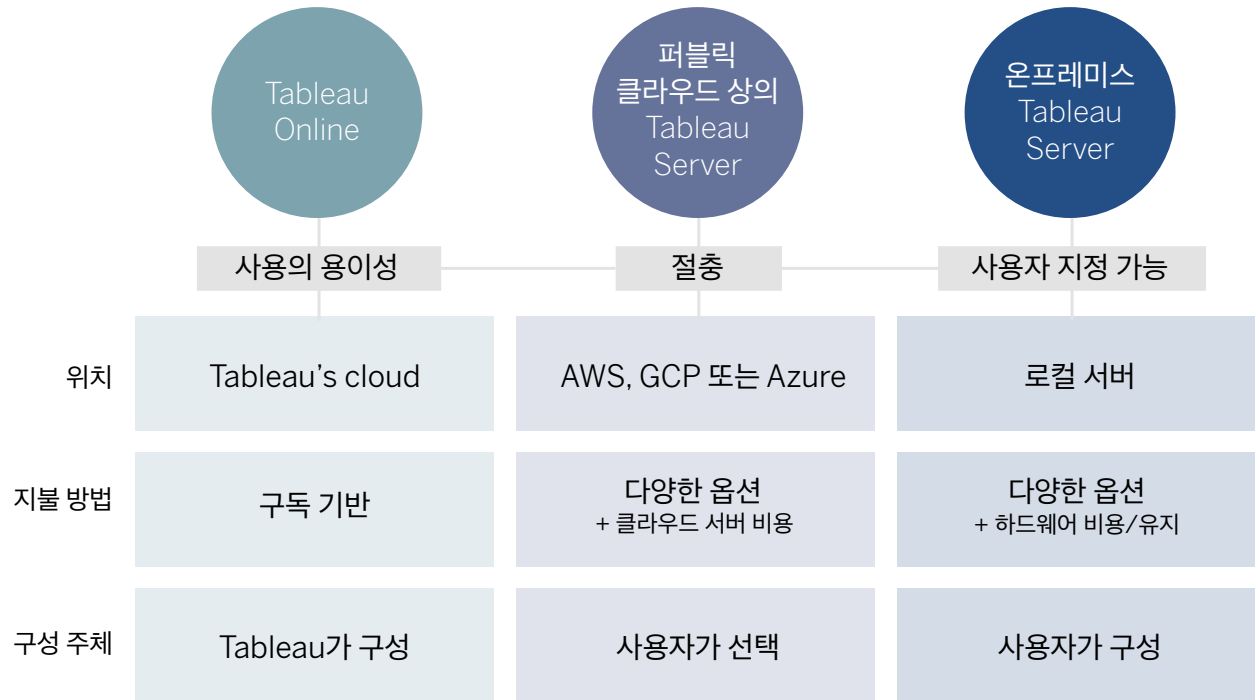 Tableau
Online
퍼블릭
클라우드 상의
Tableau
Server
온프레미스
Tableau
Server
사용의 용이성
절충
사용자 지정 가능
위치
Tableau’s cloud
AWS, GCP 또는 Azure
로컬 서버
지불 방법
구독 기반
다양한 옵션
+ 클라우드 서버 비용
다양한 옵션
+ 하드웨어 비용/유지
구성 주체
Tableau가 구성
사용자가 선택
사용자가 구성